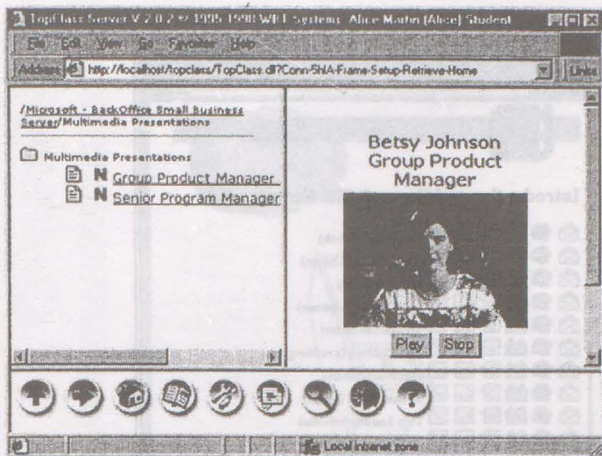 TopClass Server V 2.0.2 © 1995-1998 WBT Systems: Alice Martin (Alice) Student
File Edit View Go Favorites Help
Address http://localhost/topclass/TopClass.dll?Conn-5hIA-Frame-Setup-Retrieve-Home Links
/Microsoft - BackOffice Small Business
Server/Multimedia Presentations
Multimedia Presentations
N Group Product Manager
N Senior Program Manager
Betsy Johnson
Group Product
Manager
Play Stop
Local intranet zone